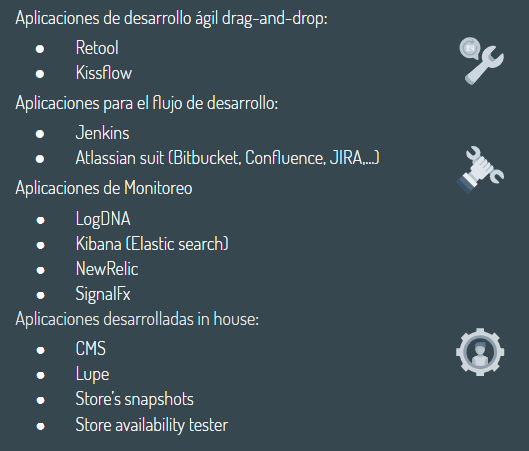 Aplicaciones de desarrollo ágil drag-and-drop:
● Retool
● Kissflow
Aplicaciones para el flujo de desarrollo:
● Jenkins
● Atlassian suit (Bitbucket, Confluence, JIRA,...)
Aplicaciones de Monitoreo
● LogDNA
● Kibana (Elastic search)
● NewRelic
● SignalFx
Aplicaciones desarrolladas in house:
● CMS
● Lupe
● Store's snapshots
● Store availability tester